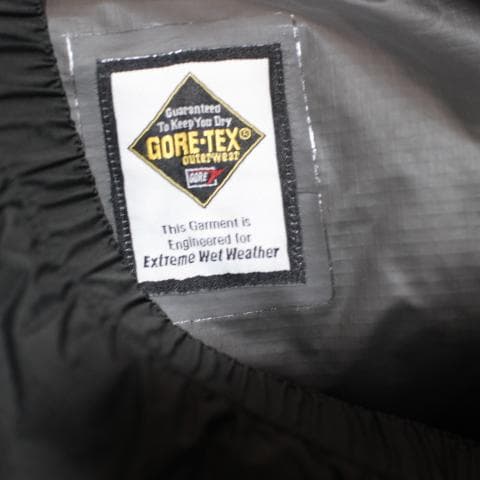 Guaranteed
To Keep You Dry
GORE-TEX®
outerwear
GORE
This Garment is
Engineered for
Extreme Wet Weather